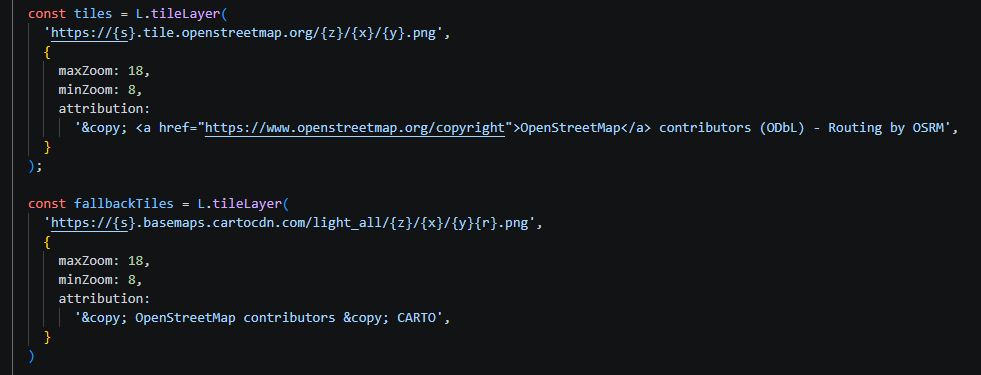 const tiles = L.tileLayer(
'https://{s}.tile.openstreetmap.org/{z}/{x}/{y}.png',
{
maxZoom: 18,
minZoom: 8,
attribution:
'&copy; <a href="https://www.openstreetmap.org/copyright">OpenStreetMap</a> contributors (ODbL) - Routing by OSRM',
}
);
const fallbackTiles = L.tileLayer(
'https://{s}.basemaps.cartocdn.com/light_all/{z}/{x}/{y}{r}.png',
{
maxZoom: 18,
minZoom: 8,
attribution:
'&copy; OpenStreetMap contributors &copy; CARTO',
}
)